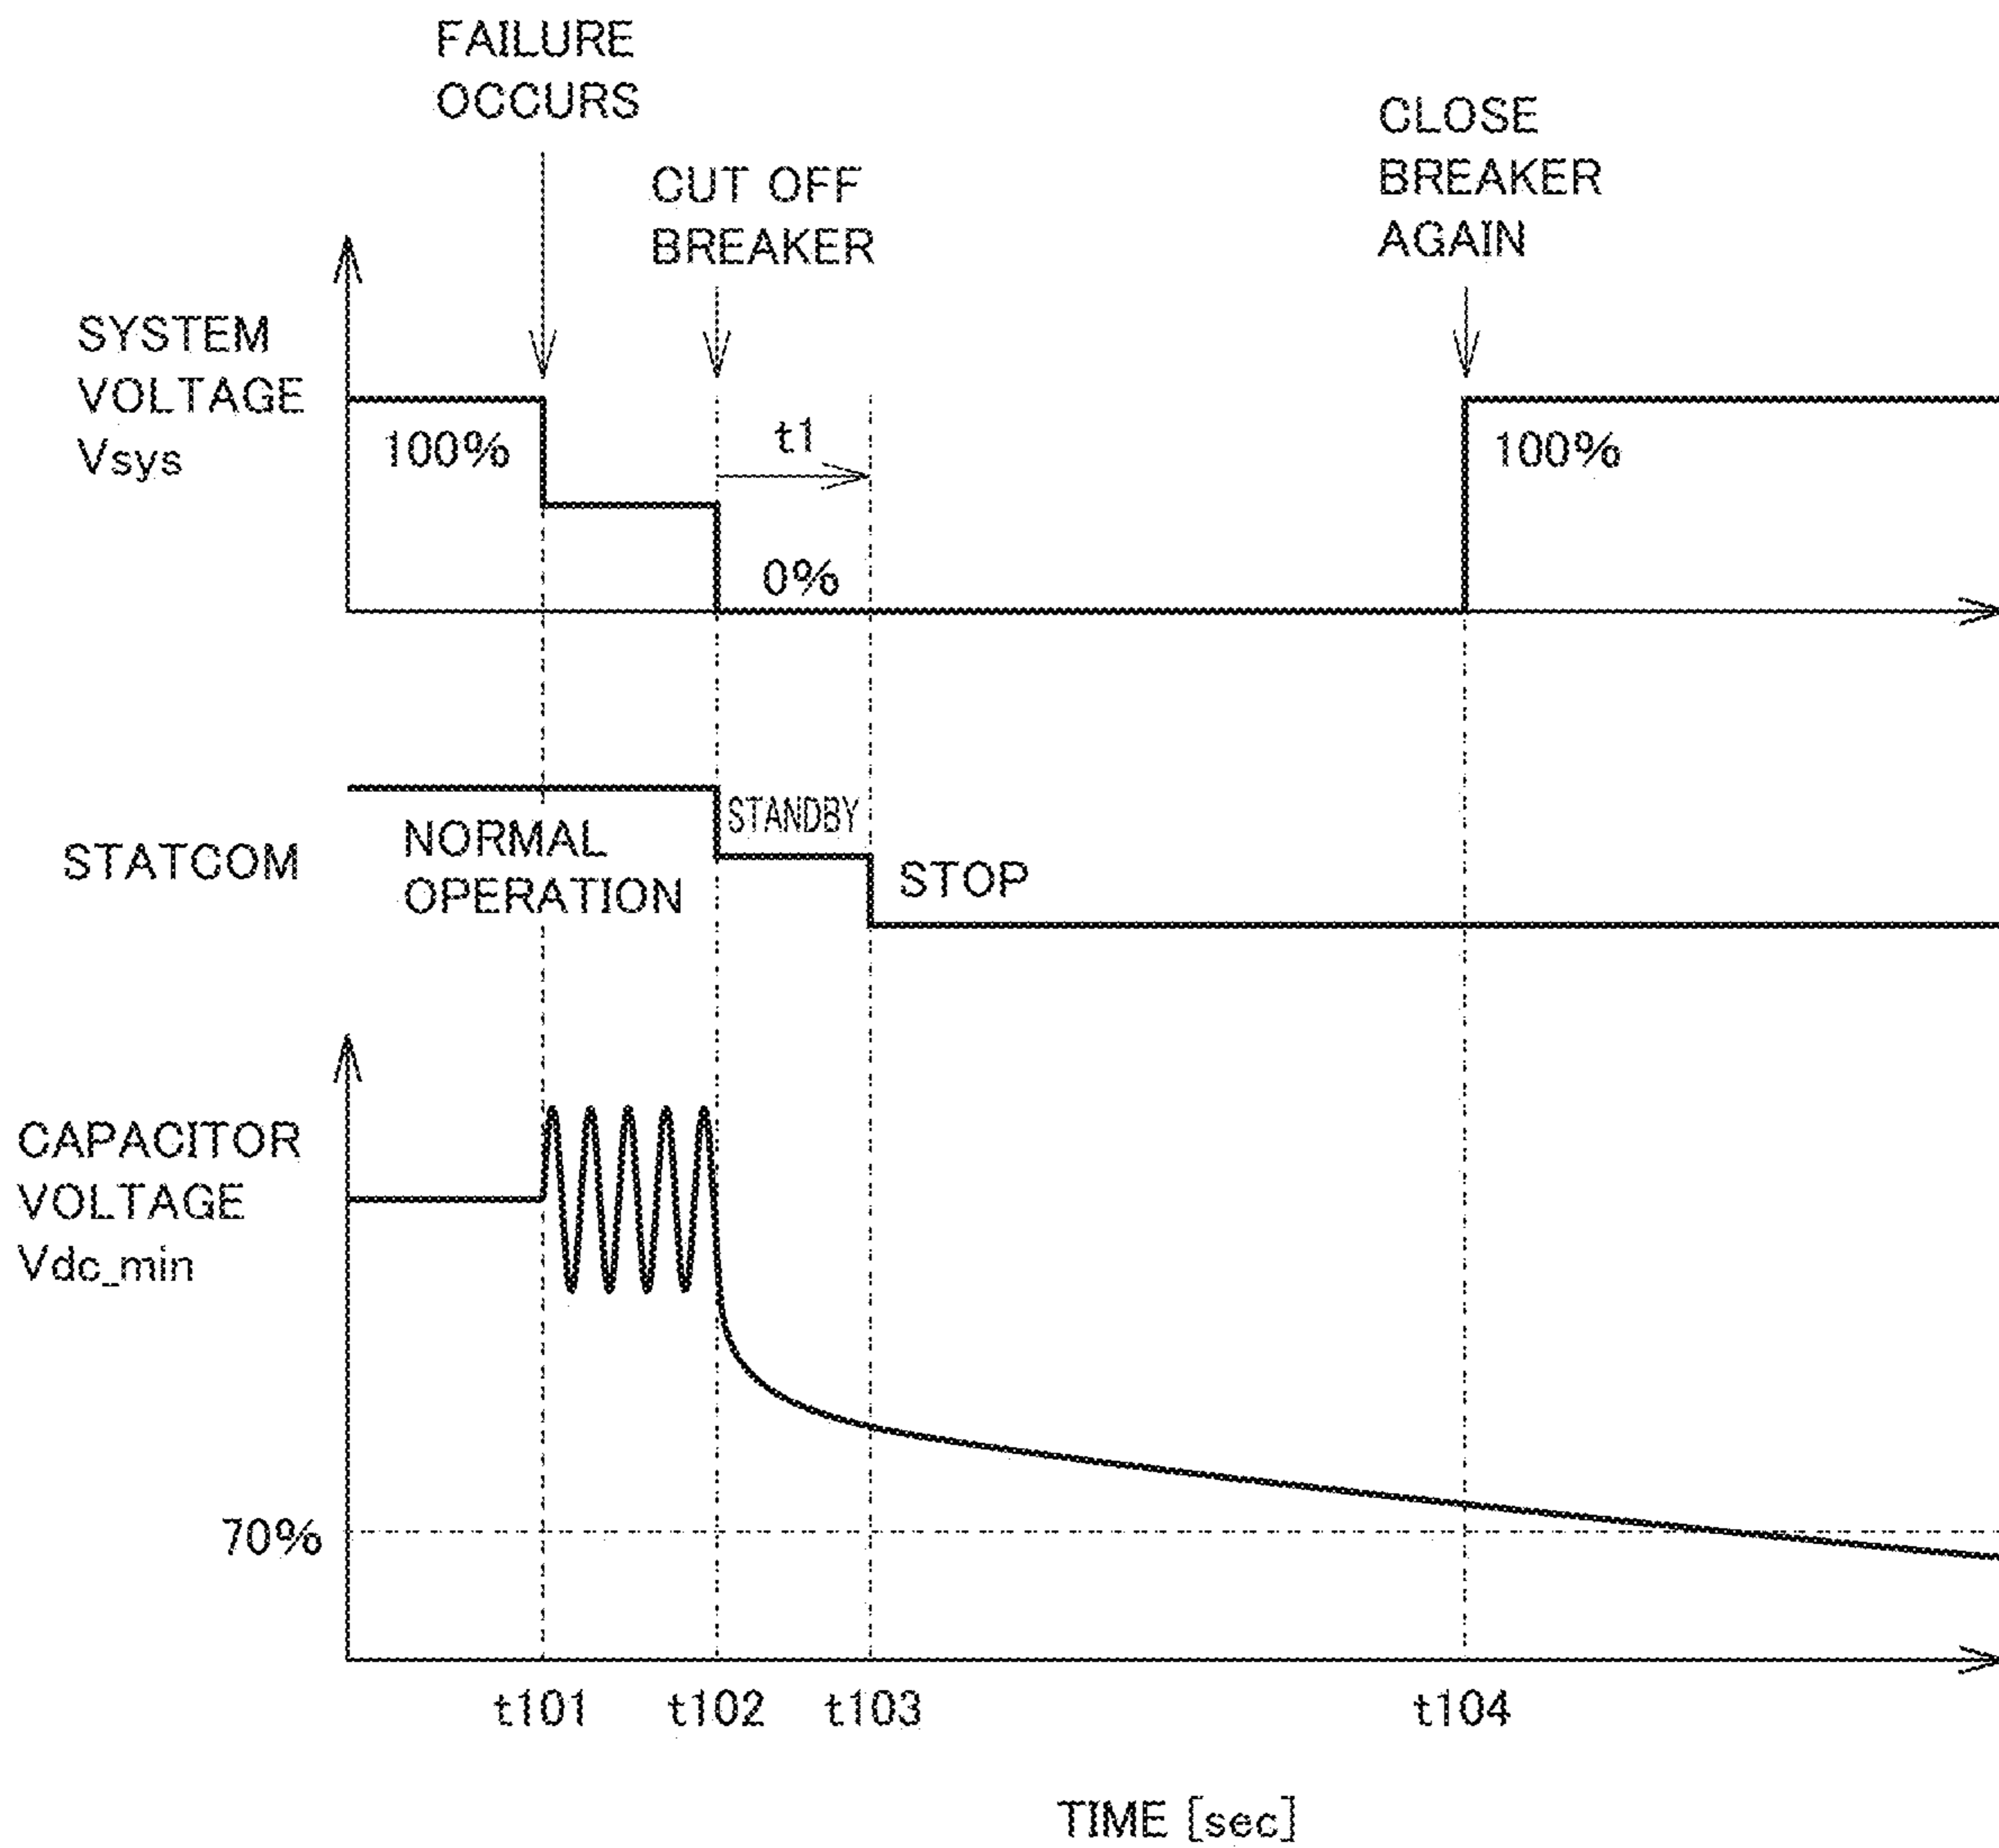 FAILURE
OCCURS
CUT OFF
BREAKER
CLOSE
BREAKER
AGAIN
SYSTEM
VOLTAGE
Vsys
100%
t1
0%
100%
STATCOM
NORMAL
OPERATION
STANDBY
STOP
CAPACITOR
VOLTAGE
Vdc_min
70%
t101
t102
t103
t104
TIME [sec]